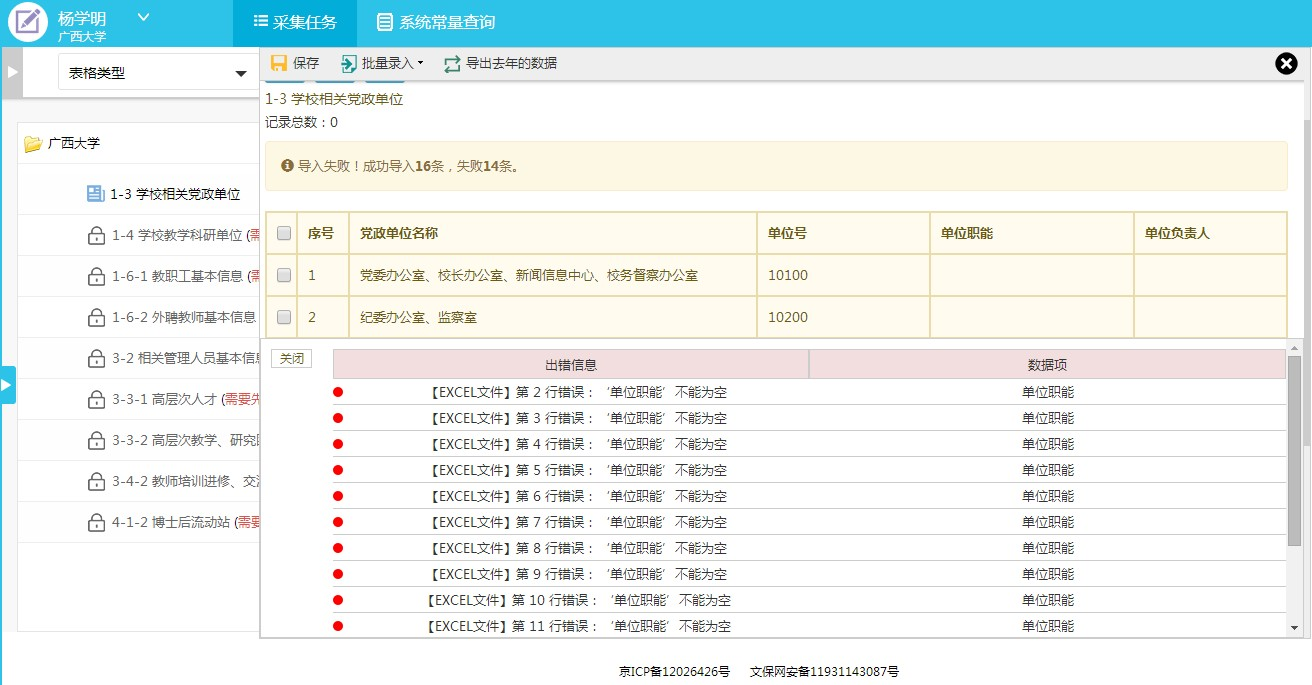 杨学明
广西大学
采集任务
系统常量查询
表格类型
保存
批量录入
导出去年的数据
广西大学
1-3 学校相关党政单位
1-4 学校教学科研单位 (需
1-6-1 教职工基本信息 (需
1-6-2 外聘教师基本信息
3-2 相关管理人员基本信息
3-3-1 高层次人才 (需要先
3-3-2 高层次教学、研究团
3-4-2 教师培训进修、交流
4-1-2 博士后流动站 (需要
1-3 学校相关党政单位
记录总数：0
导入失败！成功导入16条，失败14条。
序号 党政单位名称 单位号 单位职能 单位负责人
1 党委办公室、校长办公室、新闻信息中心、校务督察办公室 10100
2 纪委办公室、监察室 10200
关闭
出错信息 数据项
【EXCEL文件】第 2 行错误：‘单位职能’不能为空 单位职能
【EXCEL文件】第 3 行错误：‘单位职能’不能为空 单位职能
【EXCEL文件】第 4 行错误：‘单位职能’不能为空 单位职能
【EXCEL文件】第 5 行错误：‘单位职能’不能为空 单位职能
【EXCEL文件】第 6 行错误：‘单位职能’不能为空 单位职能
【EXCEL文件】第 7 行错误：‘单位职能’不能为空 单位职能
【EXCEL文件】第 8 行错误：‘单位职能’不能为空 单位职能
【EXCEL文件】第 9 行错误：‘单位职能’不能为空 单位职能
【EXCEL文件】第 10 行错误：‘单位职能’不能为空 单位职能
【EXCEL文件】第 11 行错误：‘单位职能’不能为空 单位职能
京ICP备12026426号 文保网安备11931143087号